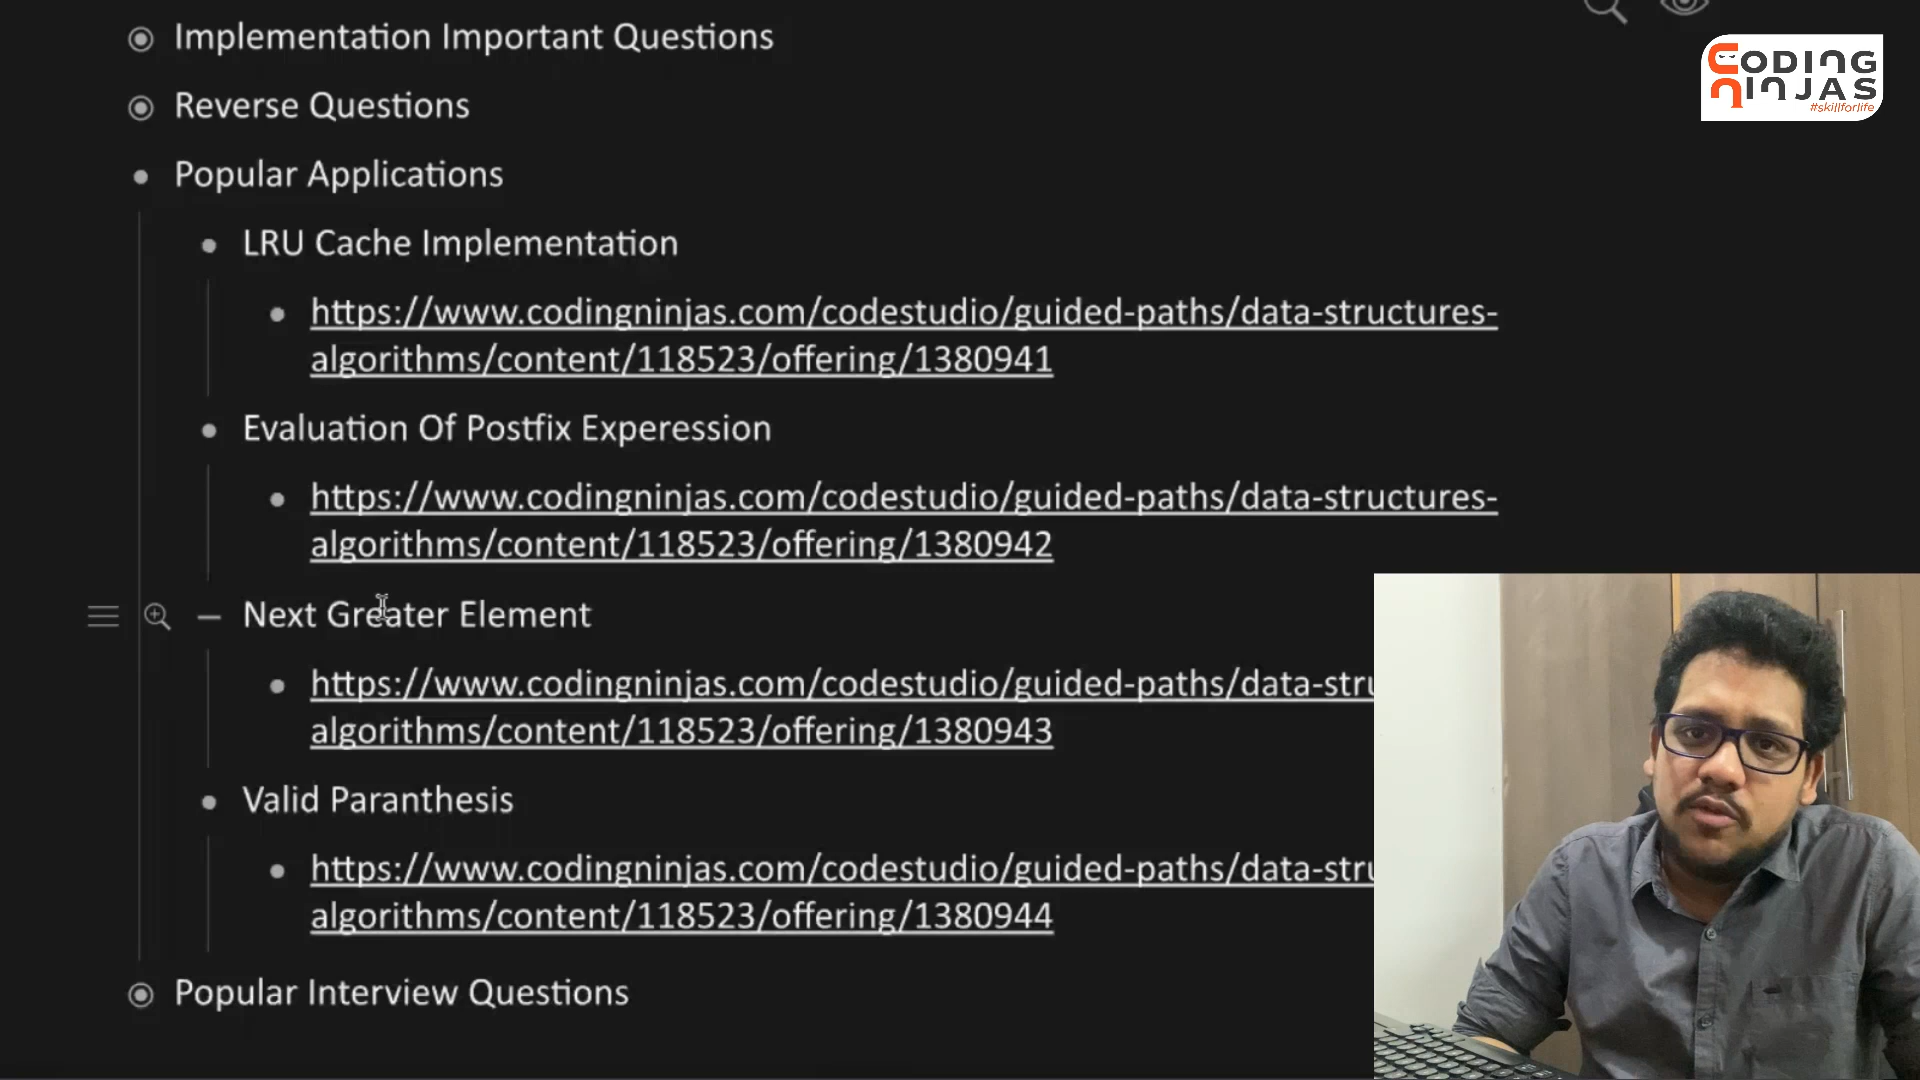 Implementation Important Questions
CODING
NINJAS
#skillforlife
Reverse Questions
Popular Applications
LRU Cache Implementation
https://www.codingninjas.com/codestudio/guided-paths/data-structures-
algorithms/content/118523/offering/1380941
Evaluation Of Postfix Experession
https://www.codingninjas.com/codestudio/guided-paths/data-structures-
algorithms/content/118523/offering/1380942
Next Greater Element
https://www.codingninjas.com/codestudio/guided-paths/data-stru
algorithms/content/118523/offering/1380943
Valid Paranthesis
https://www.codingninjas.com/codestudio/guided-paths/data-stru
algorithms/content/118523/offering/1380944
Popular Interview Questions